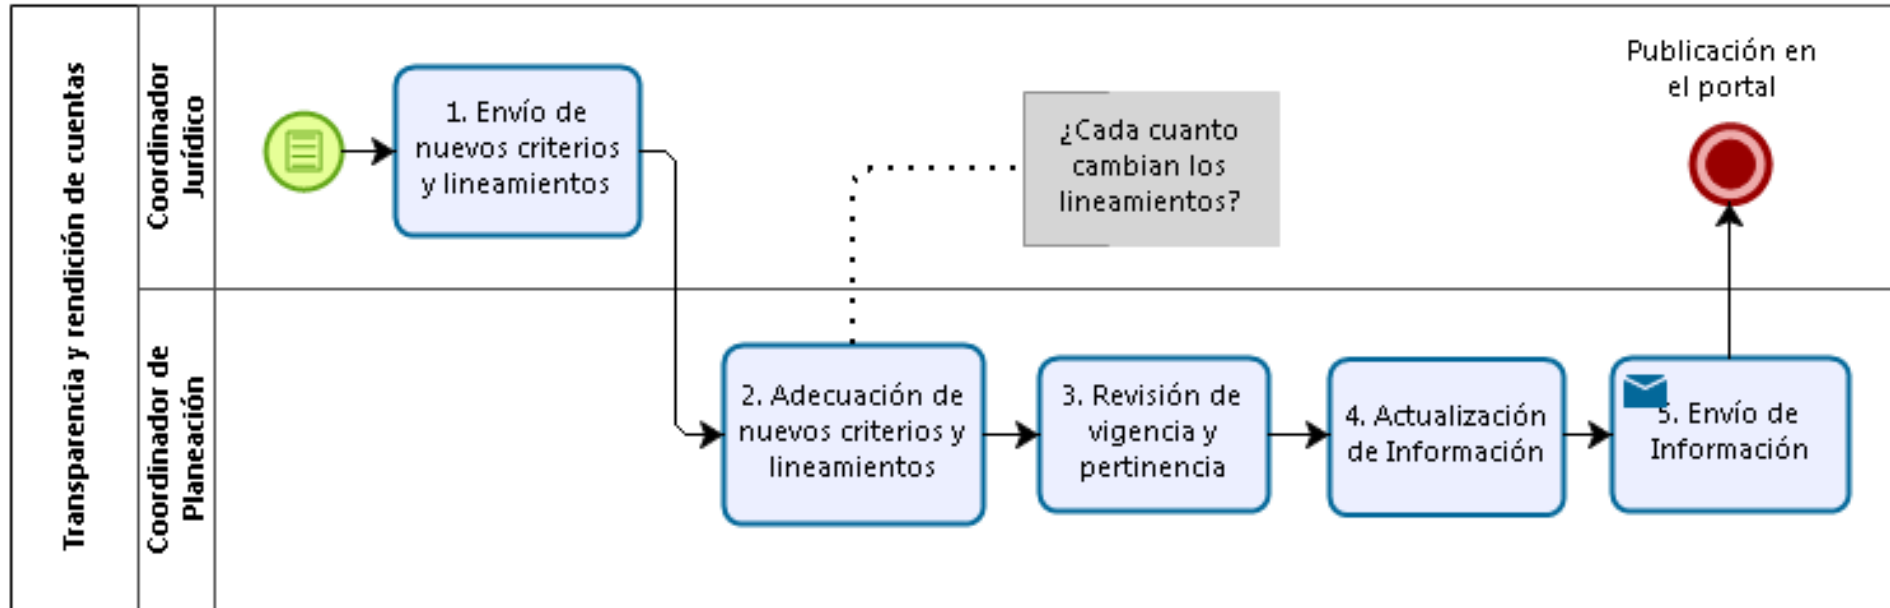 Transparencia y rendición de cuentas
Coordinador
Jurídico
1. Envío de
nuevos criterios
y lineamientos
¿Cada cuanto
cambian los
lineamientos?
Publicación en
el portal
Coordinador de
Planeación
2. Adecuación de
nuevos criterios y
lineamientos
3. Revisión de
vigencia y
pertinencia
4. Actualización
de Información
5. Envío de
Información